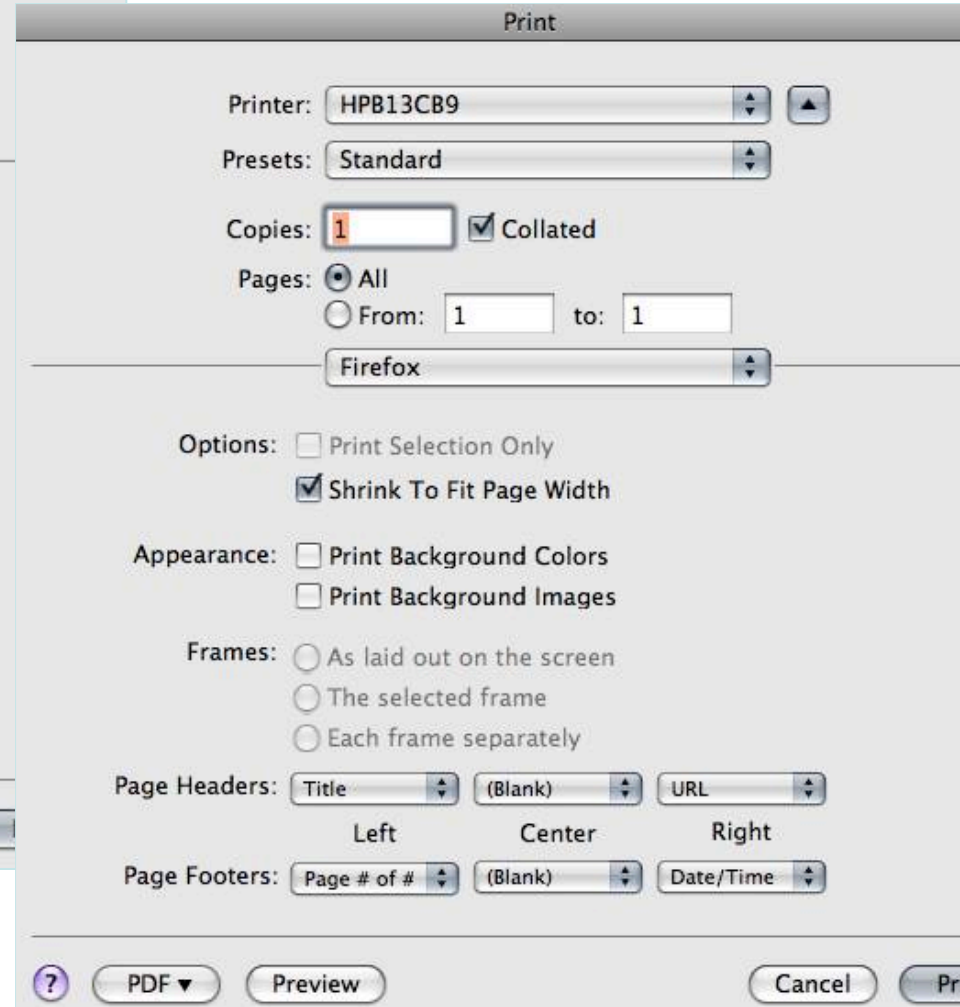 Print
Printer: HPB13CB9
Presets: Standard
Copies: 1 Collated
Pages: All
From: 1 to: 1
Firefox
Options: Print Selection Only
Shrink To Fit Page Width
Appearance: Print Background Colors
Print Background Images
Frames: As laid out on the screen
The selected frame
Each frame separately
Page Headers: Title (Blank) URL
Left Center Right
Page Footers: Page # of # (Blank) Date/Time
? PDF Preview Cancel Pr